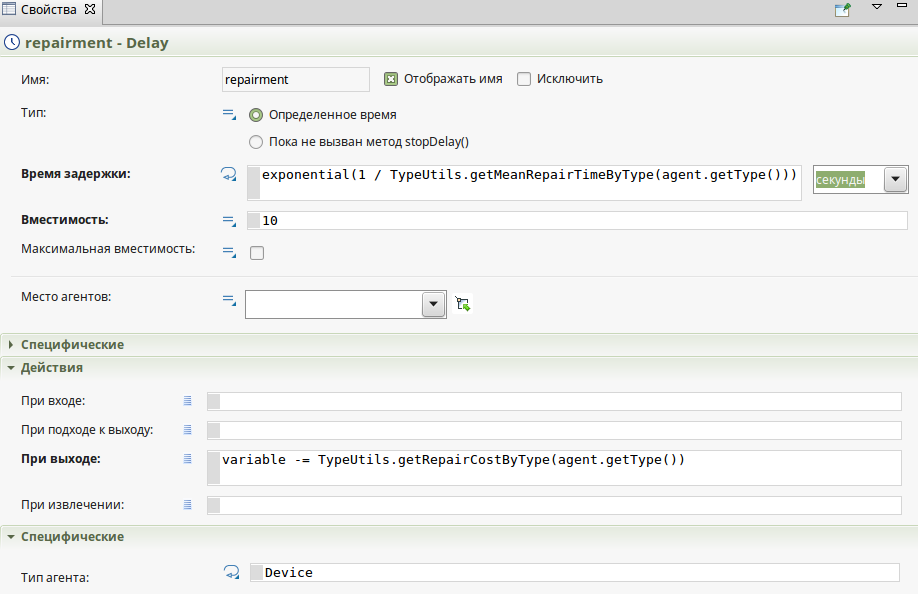 Свойства
repairment - Delay
Имя: repairment Отображать имя Исключить
Тип: Определенное время
Пока не вызван метод stopDelay()
Время задержки: exponential(1 / TypeUtils.getMeanRepairTimeByType(agent.getType())) секунды
Вместимость: 10
Максимальная вместимость:
Место агентов:
Специфические
Действия
При входе:
При подходе к выходу:
При выходе: variable -= TypeUtils.getRepairCostByType(agent.getType())
При извлечении:
Специфические
Тип агента: Device